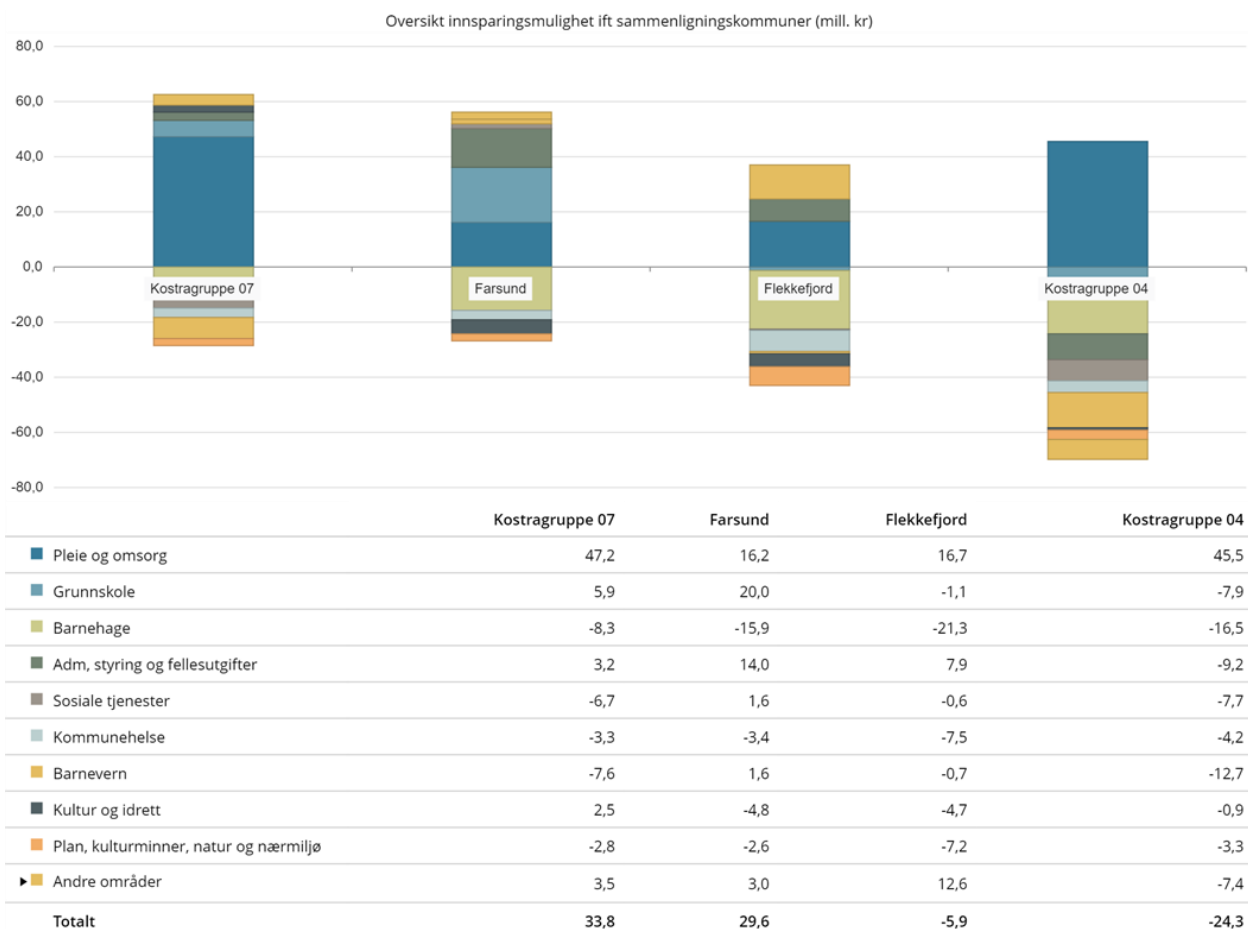 Oversikt innsparingsmulighet ift sammenligningskommuner (mill. kr)
80,0
60,0
40,0
20,0
0,0
Kostragruppe 07 Farsund Flekkefjord Kostragruppe 04
-20,0
-40,0
-60,0
-80,0
Kostragruppe 07 Farsund Flekkefjord Kostragruppe 04
Pleie og omsorg 47,2 16,2 16,7 45,5
Grunnskole 5,9 20,0 -1,1 -7,9
Barnehage -8,3 -15,9 -21,3 -16,5
Adm, styring og fellesutgifter 3,2 14,0 7,9 -9,2
Sosiale tjenester -6,7 1,6 -0,6 -7,7
Kommunehelse -3,3 -3,4 -7,5 -4,2
Barnevern -7,6 1,6 -0,7 -12,7
Kultur og idrett 2,5 -4,8 -4,7 -0,9
Plan, kulturminner, natur og nærmiljø -2,8 -2,6 -7,2 -3,3
Andre områder 3,5 3,0 12,6 -7,4
Totalt 33,8 29,6 -5,9 -24,3